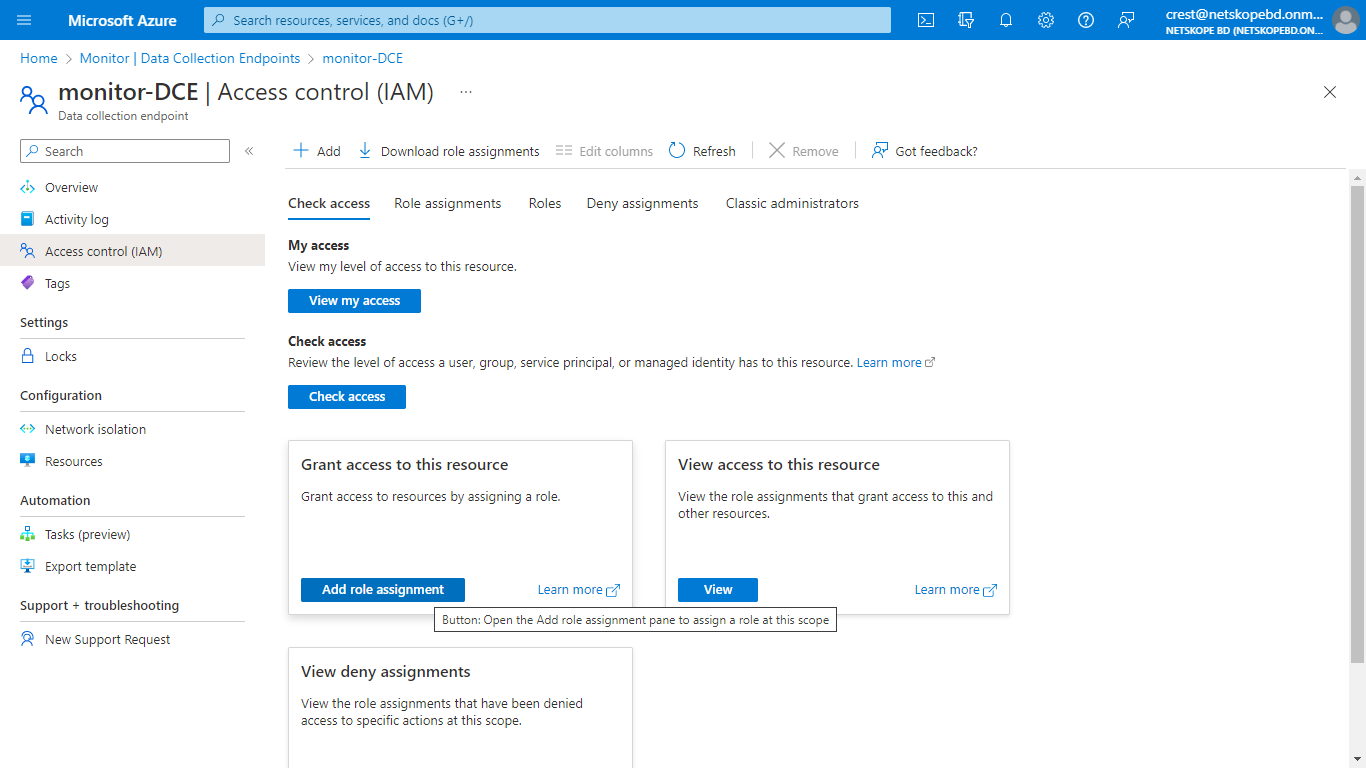 Microsoft Azure
Search resources, services, and docs (G+/)
crest@netskopebd.onm...
NETSKOPE BD (NETSKOPEBD.ON...
Home > Monitor | Data Collection Endpoints > monitor-DCE
monitor-DCE | Access control (IAM) ...
Data collection endpoint
Search
Overview
Activity log
Access control (IAM)
Tags
Settings
Locks
Configuration
Network isolation
Resources
Automation
Tasks (preview)
Export template
Support + troubleshooting
New Support Request
Add Download role assignments Edit columns Refresh Remove Got feedback?
Check access Role assignments Roles Deny assignments Classic administrators
My access
View my level of access to this resource.
View my access
Check access
Review the level of access a user, group, service principal, or managed identity has to this resource. Learn more
Check access
Grant access to this resource
Grant access to resources by assigning a role.
Add role assignment Learn more
View access to this resource
View the role assignments that grant access to this and
other resources.
View Learn more
Button: Open the Add role assignment pane to assign a role at this scope
View deny assignments
View the role assignments that have been denied
access to specific actions at this scope.